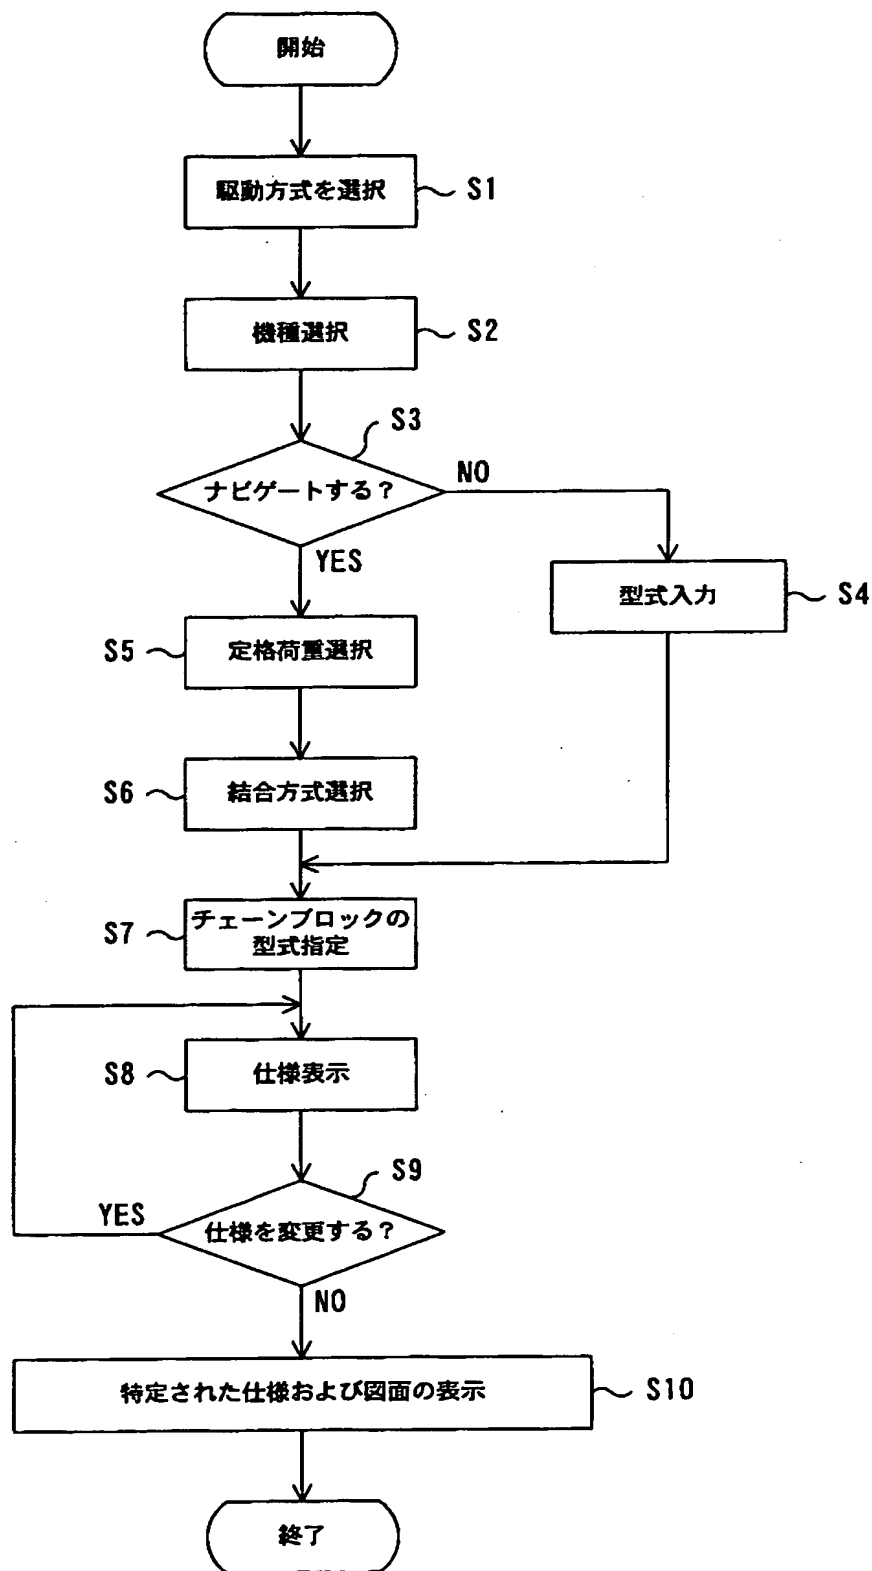 開始
駆動方式を選択
S1
機種選択
S2
S3
ナビゲートする?
NO
YES
型式入力
S4
S5
定格荷重選択
S6
結合方式選択
S7
チェーンブロックの
型式指定
S8
仕様表示
S9
YES
仕様を変更する?
NO
特定された仕様および図面の表示
S10
終了